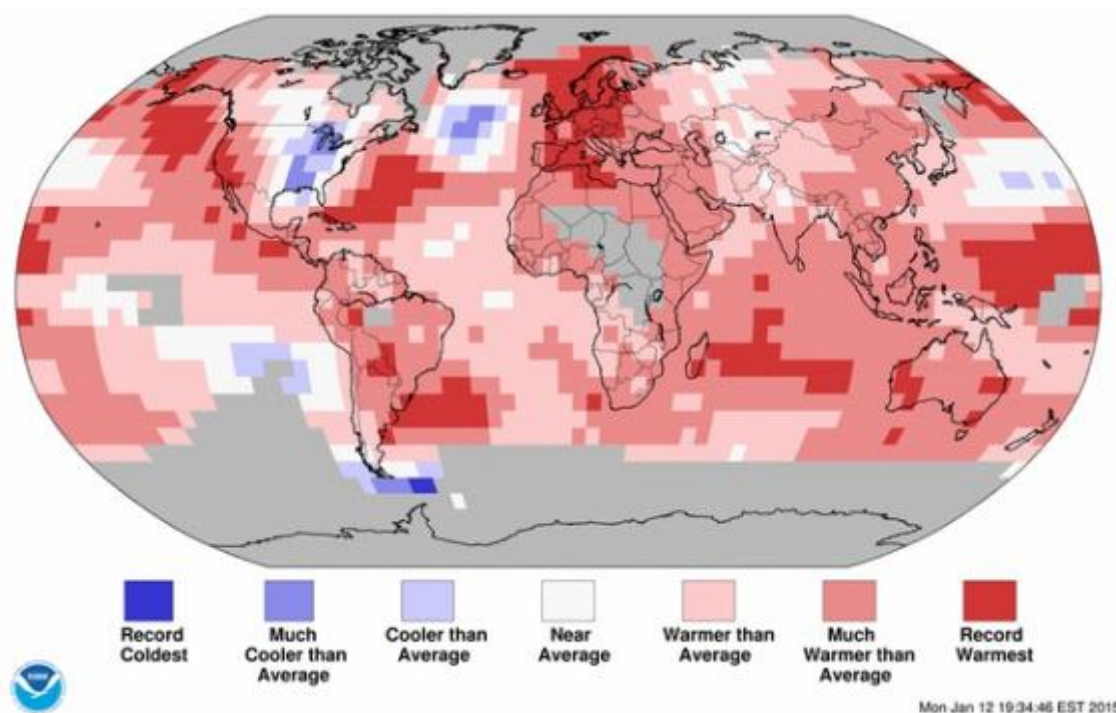 Record
Coldest
Much
Cooler than
Average
Cooler than
Average
Near
Average
Warmer than
Average
Much
Warmer than
Average
Record
Warmest
Mon Jan 12 19:34:46 EST 2015